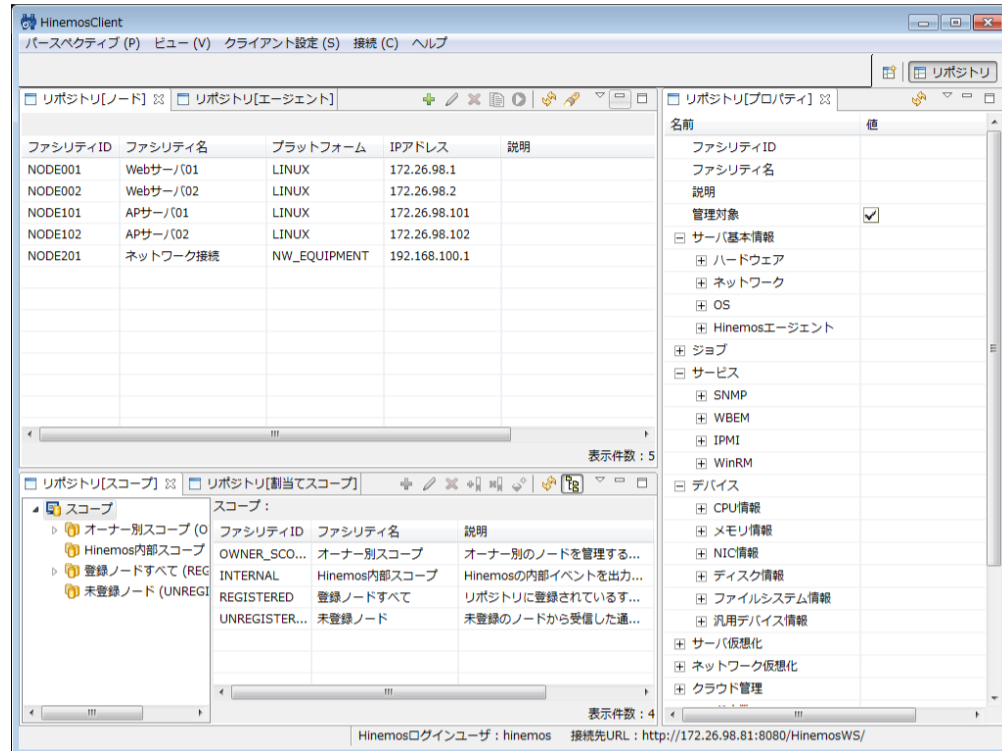 HinemosClient
パースペクティブ (P) ビュー (V) クライアント設定 (S) 接続 (C) ヘルプ
リポジトリ
リポジトリ[ノード] リポジトリ[エージェント]
ファシリティID ファシリティ名 プラットフォーム IPアドレス 説明
NODE001 Webサーバ01 LINUX 172.26.98.1
NODE002 Webサーバ02 LINUX 172.26.98.2
NODE101 APサーバ01 LINUX 172.26.98.101
NODE102 APサーバ02 LINUX 172.26.98.102
NODE201 ネットワーク接続 NW_EQUIPMENT 192.168.100.1
表示件数：5
リポジトリ[スコープ] リポジトリ[割当てスコープ]
スコープ
オーナー別スコープ (O
Hinemos内部スコープ
登録ノードすべて (REG
未登録ノード (UNREGI
スコープ：
ファシリティID ファシリティ名 説明
OWNER_SCO... オーナー別スコープ オーナー別のノードを管理する...
INTERNAL Hinemos内部スコープ Hinemosの内部イベントを出力...
REGISTERED 登録ノードすべて リポジトリに登録されているす...
UNREGISTER... 未登録ノード 未登録のノードから受信した通...
表示件数：4
リポジトリ[プロパティ]
名前 値
ファシリティID
ファシリティ名
説明
管理対象
サーバ基本情報
ハードウェア
ネットワーク
OS
Hinemosエージェント
ジョブ
サービス
SNMP
WBEM
IPMI
WinRM
デバイス
CPU情報
メモリ情報
NIC情報
ディスク情報
ファイルシステム情報
汎用デバイス情報
サーバ仮想化
ネットワーク仮想化
クラウド管理
Hinemosログインユーザ：hinemos 接続先URL：http://172.26.98.81:8080/HinemosWS/